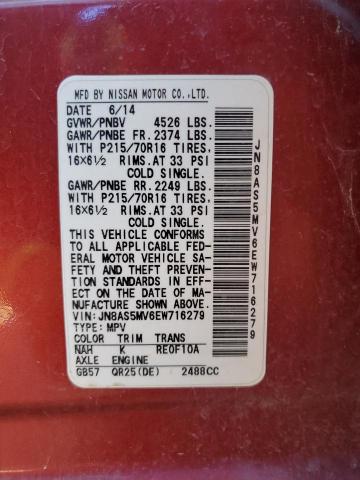 MFD BY NISSAN MOTOR CO.,LTD.
DATE 6/14
GVWR/PNBV 4526 LBS.
GAWR/PNBE FR. 2374 LBS.
WITH P215/70R16 TIRES.
16×6½ RIMS.AT 33 PSI
COLD SINGLE.
GAWR/PNBE RR. 2249 LBS.
WITH P215/70R16 TIRES.
16×6½ RIMS.AT 33 PSI
COLD SINGLE.
THIS VEHICLE CONFORMS
TO ALL APPLICABLE FED-
ERAL MOTOR VEHICLE SA-
FETY AND THEFT PREVEN-
TION STANDARDS IN EFF-
ECT ON THE DATE OF MA-
NUFACTURE SHOWN ABOVE.
VIN: JN8AS5MV6EW716279
TYPE: MPV
COLOR TRIM TRANS
NAH K RE0F10A
AXLE ENGINE
GB57 QR25(DE) 2488CC
JN8AS5MV6EW716279